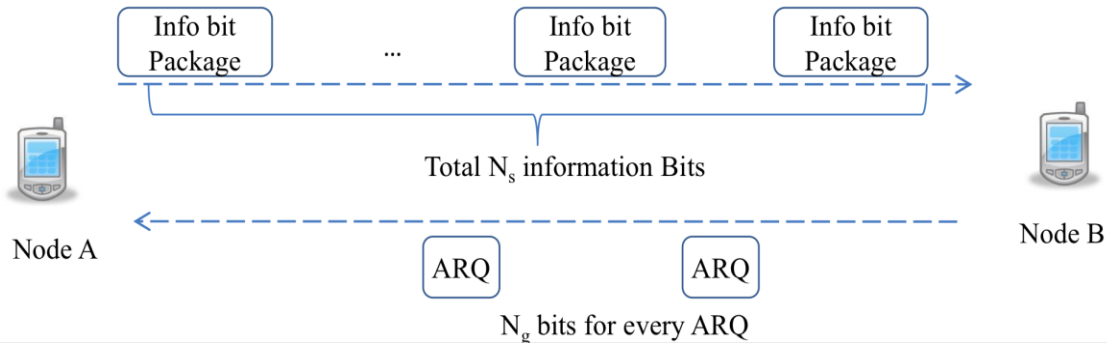 Info bit
Package
...
Info bit
Package
Info bit
Package
Total Ns information Bits
Node A
Node B
ARQ
ARQ
Ng bits for every ARQ